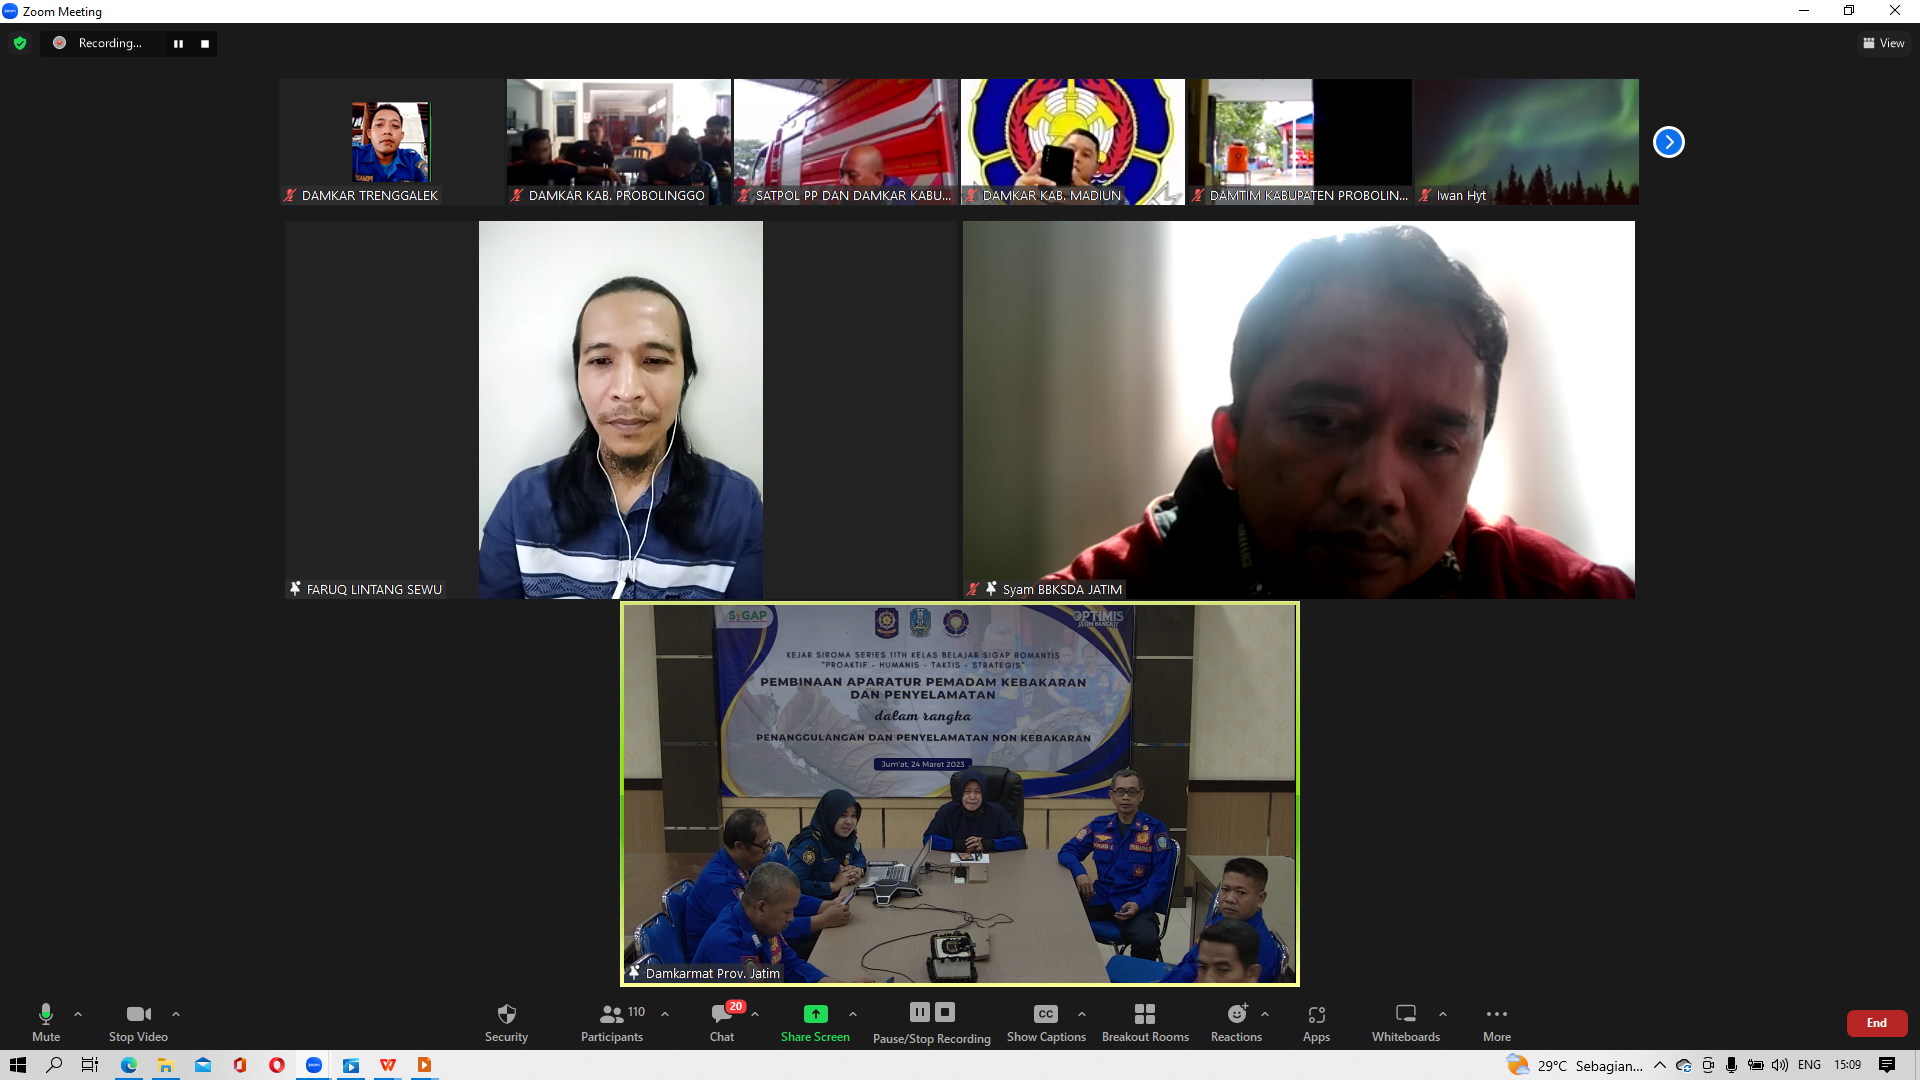 Zoom Meeting
Recording...
View
DAMKAR TRENGGALEK
DAMKAR KAB. PROBOLINGGO
SATPOL PP DAN DAMKAR KABU...
DAMKAR KAB. MADIUN
DAMTIM KABUPATEN PROBOLIN...
Iwan Hyt
FARUQ LINTANG SEWU
Syam BBKSDA JATIM
SIGAP
OPTIMIS
JATIM BANGKIT
KEJAR SIROMA SERIES 11TH KELAS BELAJAR SIGAP ROMANTIS
"PROAKTIF - HUMANIS - TAKTIS - STRATEGIS"
PEMBINAAN APARATUR PEMADAM KEBAKARAN
DAN PENYELAMATAN
dalam rangka
PENANGGULANGAN DAN PENYELAMATAN NON KEBAKARAN
Jum'at, 24 Maret 2023
Damkarmat Prov. Jatim
Mute
Stop Video
Security
110
Participants
20
Chat
Share Screen
Pause/Stop Recording
CC
Show Captions
Breakout Rooms
Reactions
Apps
Whiteboards
More
End
29°C Sebagian...
ENG
15:09